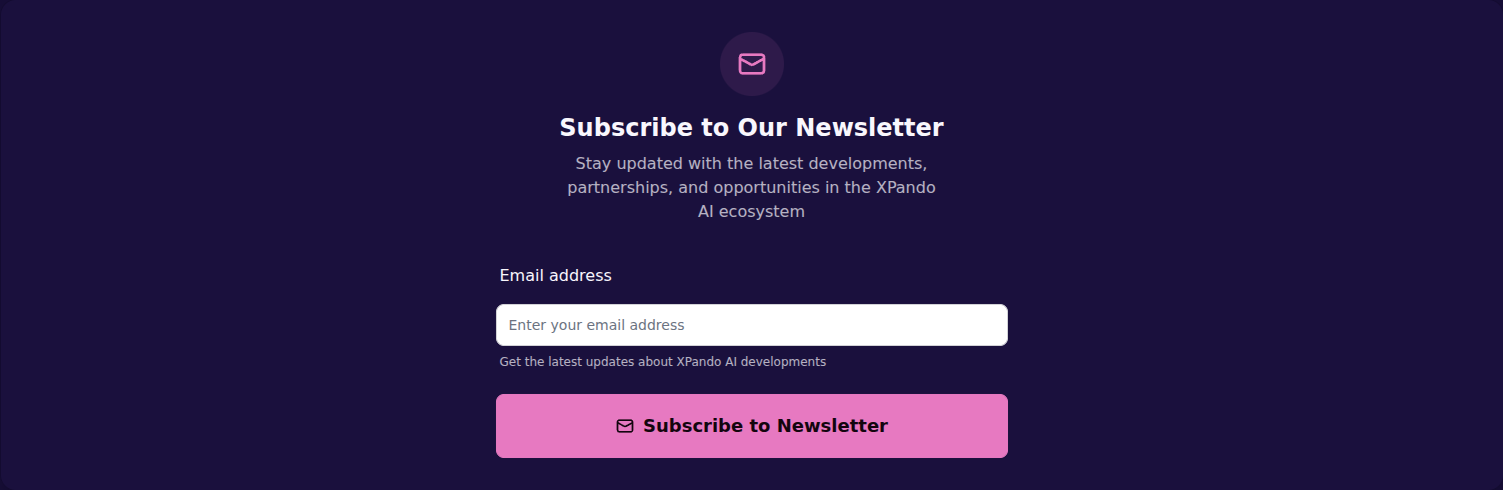 Subscribe to Our Newsletter
Stay updated with the latest developments,
partnerships, and opportunities in the XPando
AI ecosystem
Email address
Enter your email address
Get the latest updates about XPando AI developments
Subscribe to Newsletter